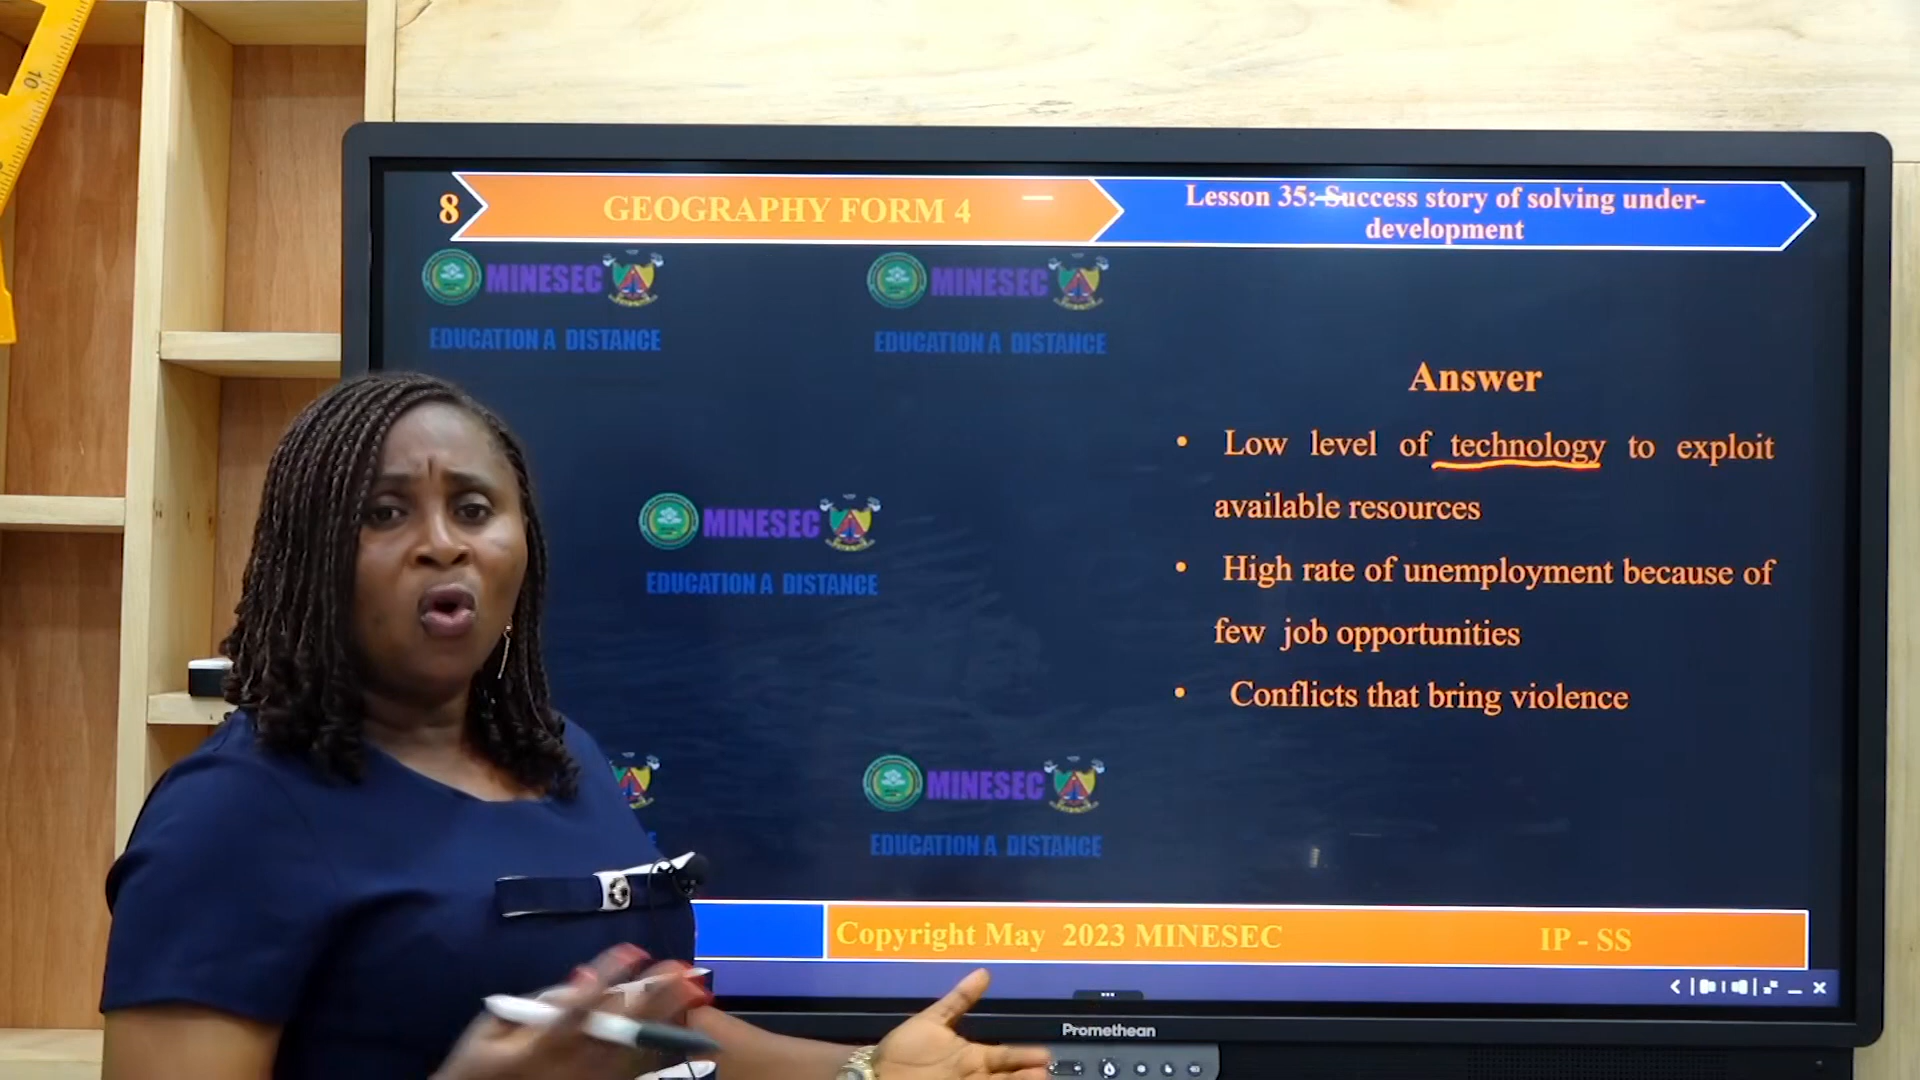 8
GEOGRAPHY FORM 4
Lesson 35: Success story of solving under-
development
MINESEC
EDUCATION A DISTANCE
MINESEC
EDUCATION A DISTANCE
Answer
• Low level of technology to exploit
available resources
• High rate of unemployment because of
few job opportunities
• Conflicts that bring violence
MINESEC
EDUCATION A DISTANCE
MINESEC
EDUCATION A DISTANCE
Copyright May 2023 MINESEC
IP - SS
Promethean
10